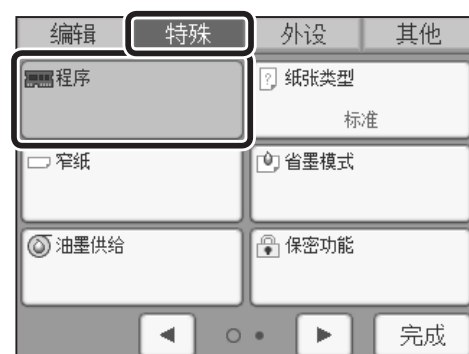 编辑 特殊 外设 其他
程序 纸张类型
标准
窄纸 省墨模式
油墨供给 保密功能
完成